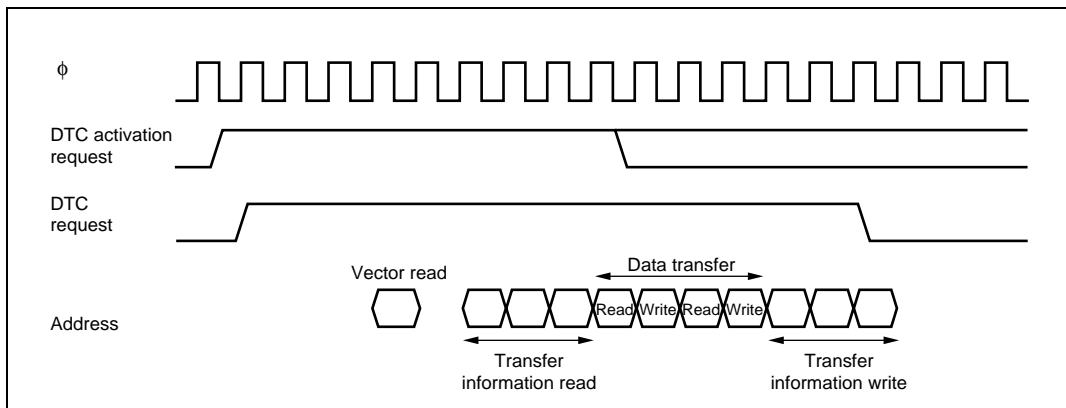 ϕ
DTC activation
request
DTC
request
Vector read
Data transfer
Address
Read Write Read Write
Transfer
information read
Transfer
information write